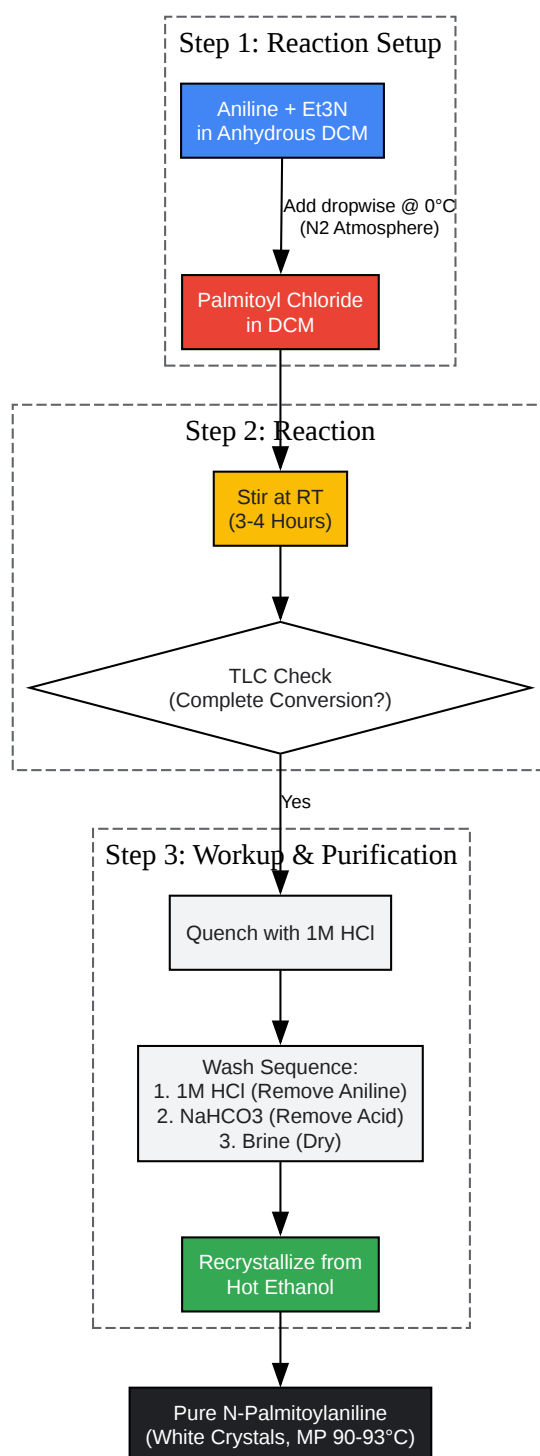 Step 1: Reaction Setup
Aniline + Et3N
in Anhydrous DCM
Add dropwise @ 0°C
(N2 Atmosphere)
Palmitoyl Chloride
in DCM
Step 2: Reaction
Stir at RT
(3-4 Hours)
TLC Check
(Complete Conversion?)
Yes
Step 3: Workup & Purification
Quench with 1M HCl
Wash Sequence:
1. 1M HCl (Remove Aniline)
2. NaHCO3 (Remove Acid)
3. Brine (Dry)
Recrystallize from
Hot Ethanol
Pure N-Palmitoylaniline
(White Crystals, MP 90-93°C)